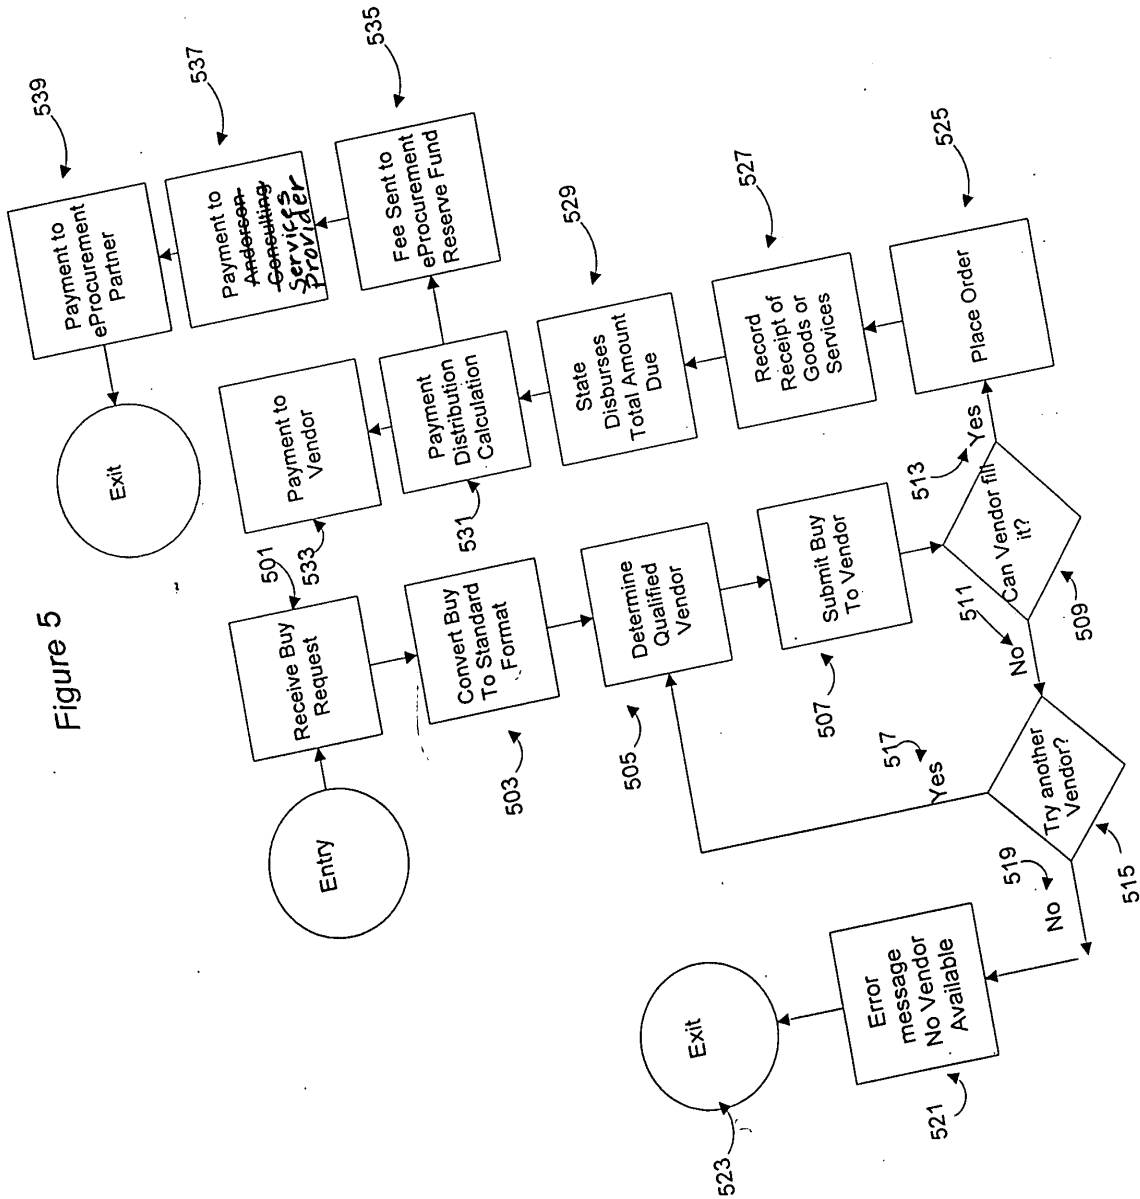 Figure 5
Entry
Receive Buy
Request
501
Convert Buy
To Standard
Format
503
Determine
Qualified
Vendor
505
Submit Buy
To Vendor
507
Can Vendor fill
it?
509
No
511
Yes
513
Try another
Vendor?
515
Yes
517
No
519
Error
message
No Vendor
Available
521
Exit
523
Place Order
525
Record
Receipt of
Goods or
Services
527
State
Disburses
Total Amount
Due
529
Payment
Distribution
Calculation
531
Payment to
Vendor
533
Fee Sent to
eProcurement
Reserve Fund
535
Payment to
Anderson
Consulting
Services
Provider
537
Payment to
eProcurement
Partner
539
Exit